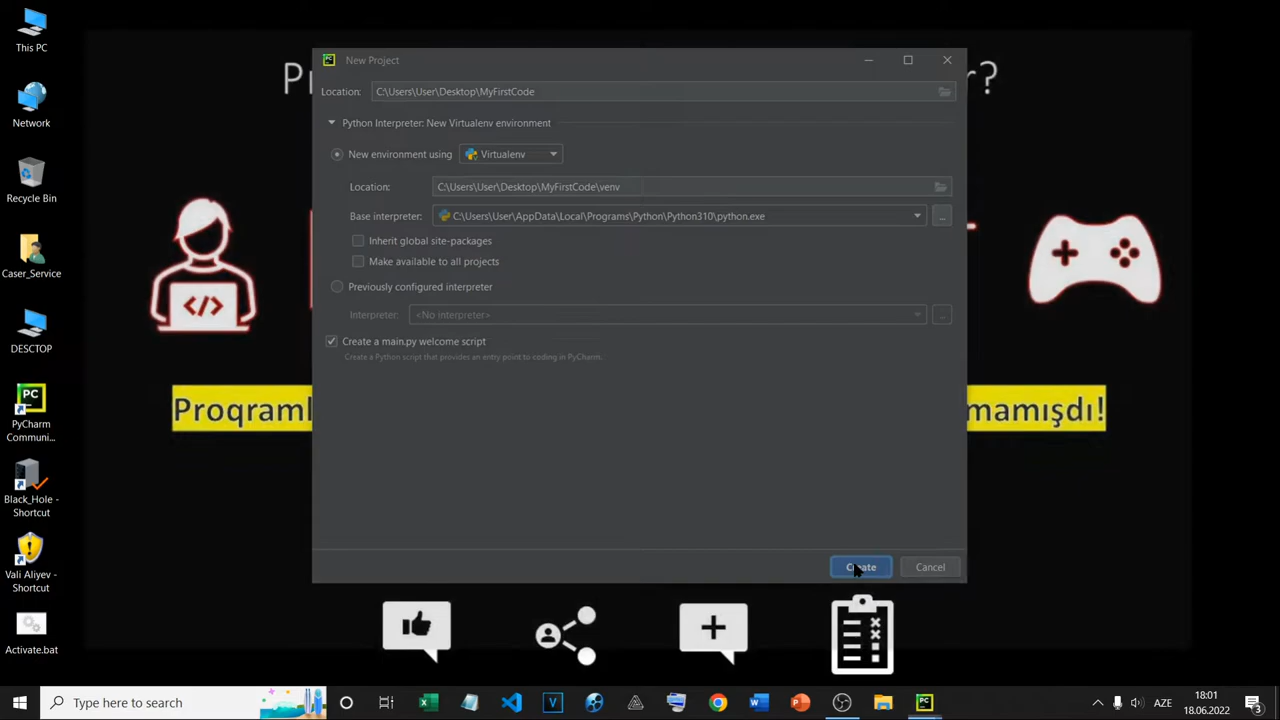 This PC
Network
Recycle Bin
Caser_Service
DESCTOP
PyCharm
Communi...
Black_Hole -
Shortcut
Vali Aliyev -
Shortcut
Activate.bat
P
r?
Proqraml
mamışdı!
PC
New Project
Location:
C:\Users\User\Desktop\MyFirstCode
Python Interpreter: New Virtualenv environment
New environment using
Virtualenv
Location:
C:\Users\User\Desktop\MyFirstCode\venv
Base interpreter:
C:\Users\User\AppData\Local\Programs\Python\Python310\python.exe
...
Inherit global site-packages
Make available to all projects
Previously configured interpreter
Interpreter:
<No interpreter>
...
Create a main.py welcome script
Create a Python script that provides an entry point to coding in PyCharm.
Create
Cancel
Type here to search
AZE
18:01
18.06.2022
3